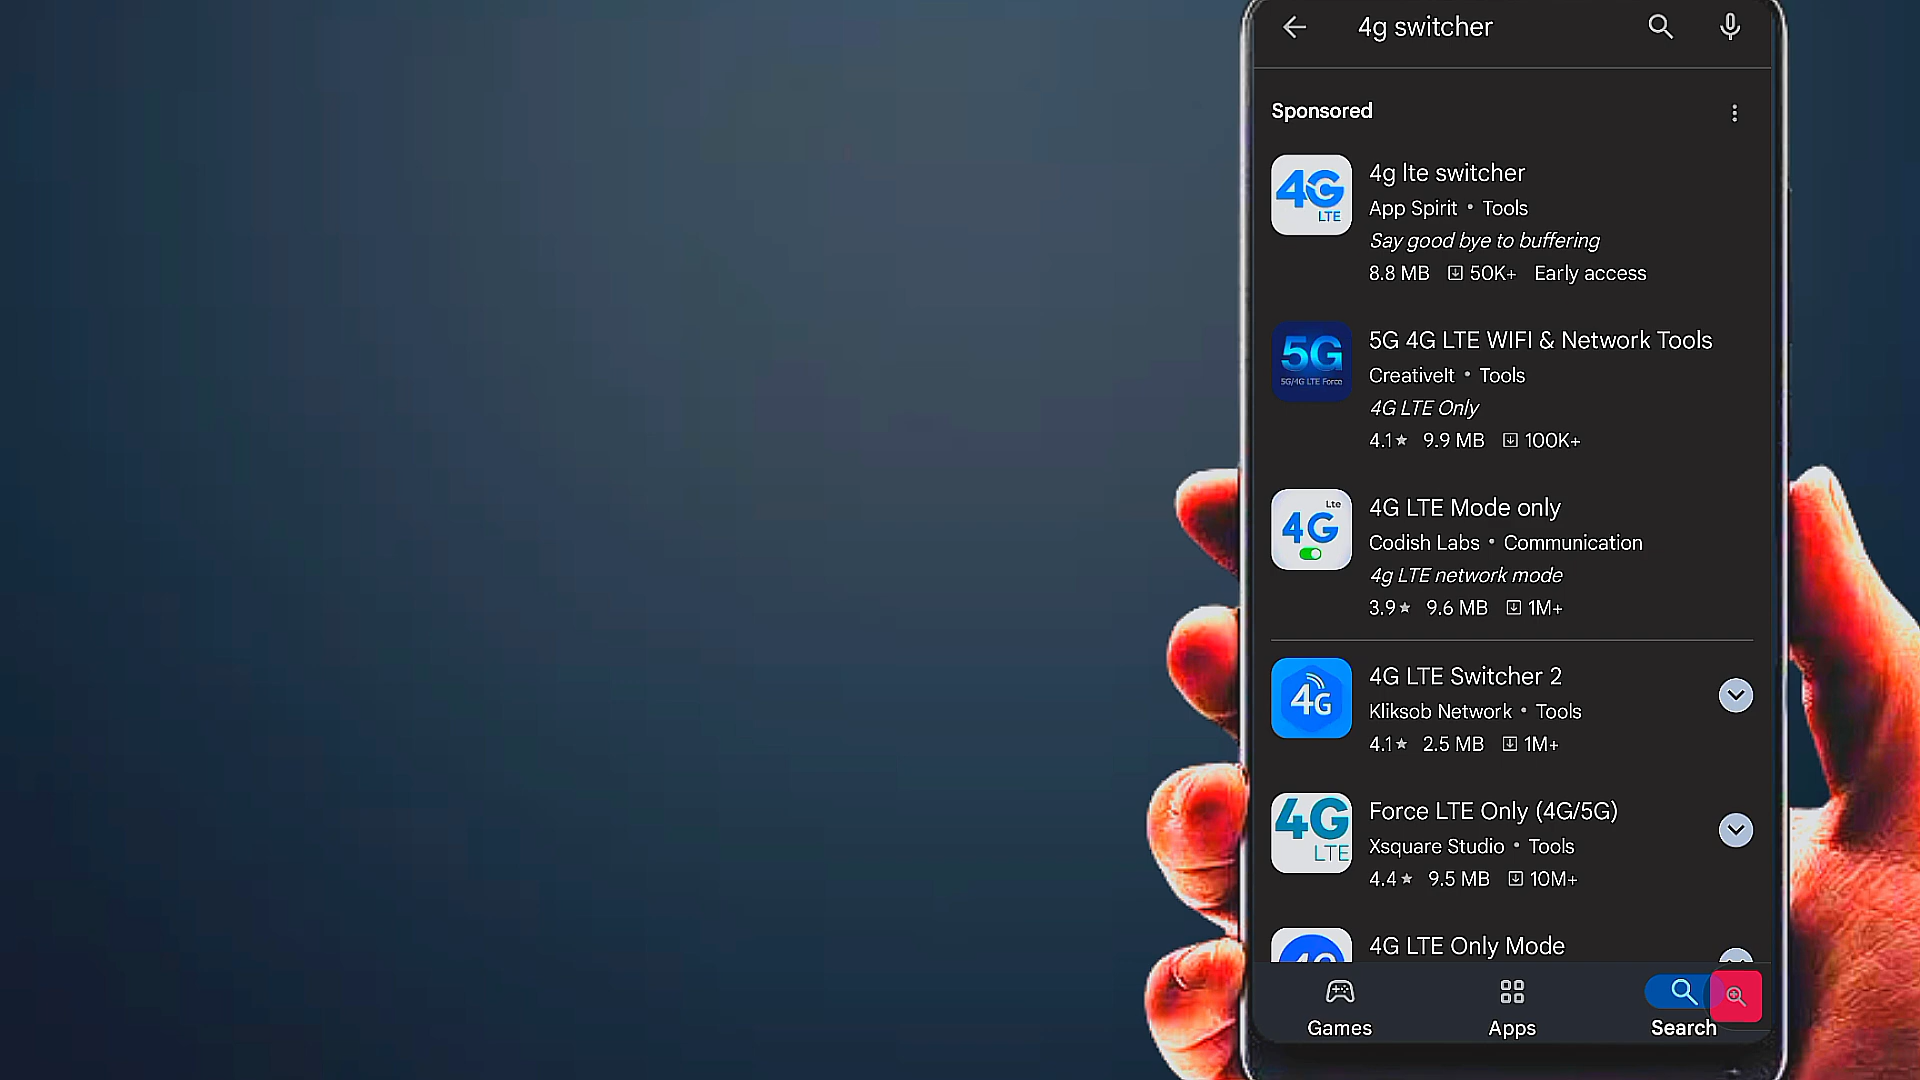 4g switcher
Sponsored
4G
LTE
4g lte switcher
App Spirit • Tools
Say good bye to buffering
8.8 MB 50K+ Early access
5G
5G/4G LTE Force
5G 4G LTE WIFI & Network Tools
CreativeIt • Tools
4G LTE Only
4.1★ 9.9 MB 100K+
Lte
4G
4G LTE Mode only
Codish Labs • Communication
4g LTE network mode
3.9★ 9.6 MB 1M+
4G
4G LTE Switcher 2
Kliksob Network • Tools
4.1★ 2.5 MB 1M+
4G
LTE
Force LTE Only (4G/5G)
Xsquare Studio • Tools
4.4★ 9.5 MB 10M+
4G
4G LTE Only Mode
Games
Apps
Search